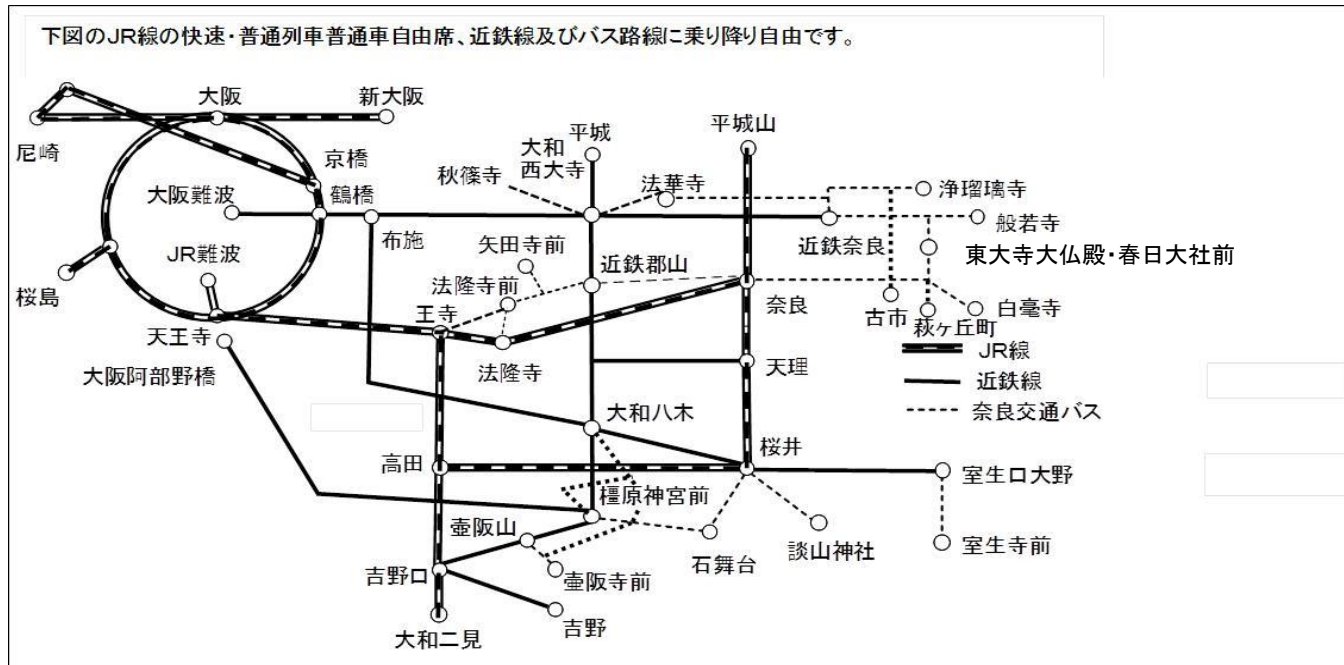 下図のJR線の快速・普通列車普通車自由席、近鉄線及びバス路線に乗り降り自由です。
大阪
新大阪
尼崎
京橋
大和
西大寺
平城
平城山
秋篠寺
法華寺
浄瑠璃寺
大阪難波
鶴橋
布施
近鉄奈良
般若寺
矢田寺前
東大寺大仏殿・春日大社前
桜島
JR難波
法隆寺前
近鉄郡山
王寺
奈良
古市
萩ヶ丘町
白毫寺
天王寺
大阪阿部野橋
法隆寺
天理
JR線
近鉄線
奈良交通バス
大和八木
高田
桜井
橿原神宮前
室生口大野
壷阪山
石舞台
談山神社
室生寺前
吉野口
壷阪寺前
大和二見
吉野